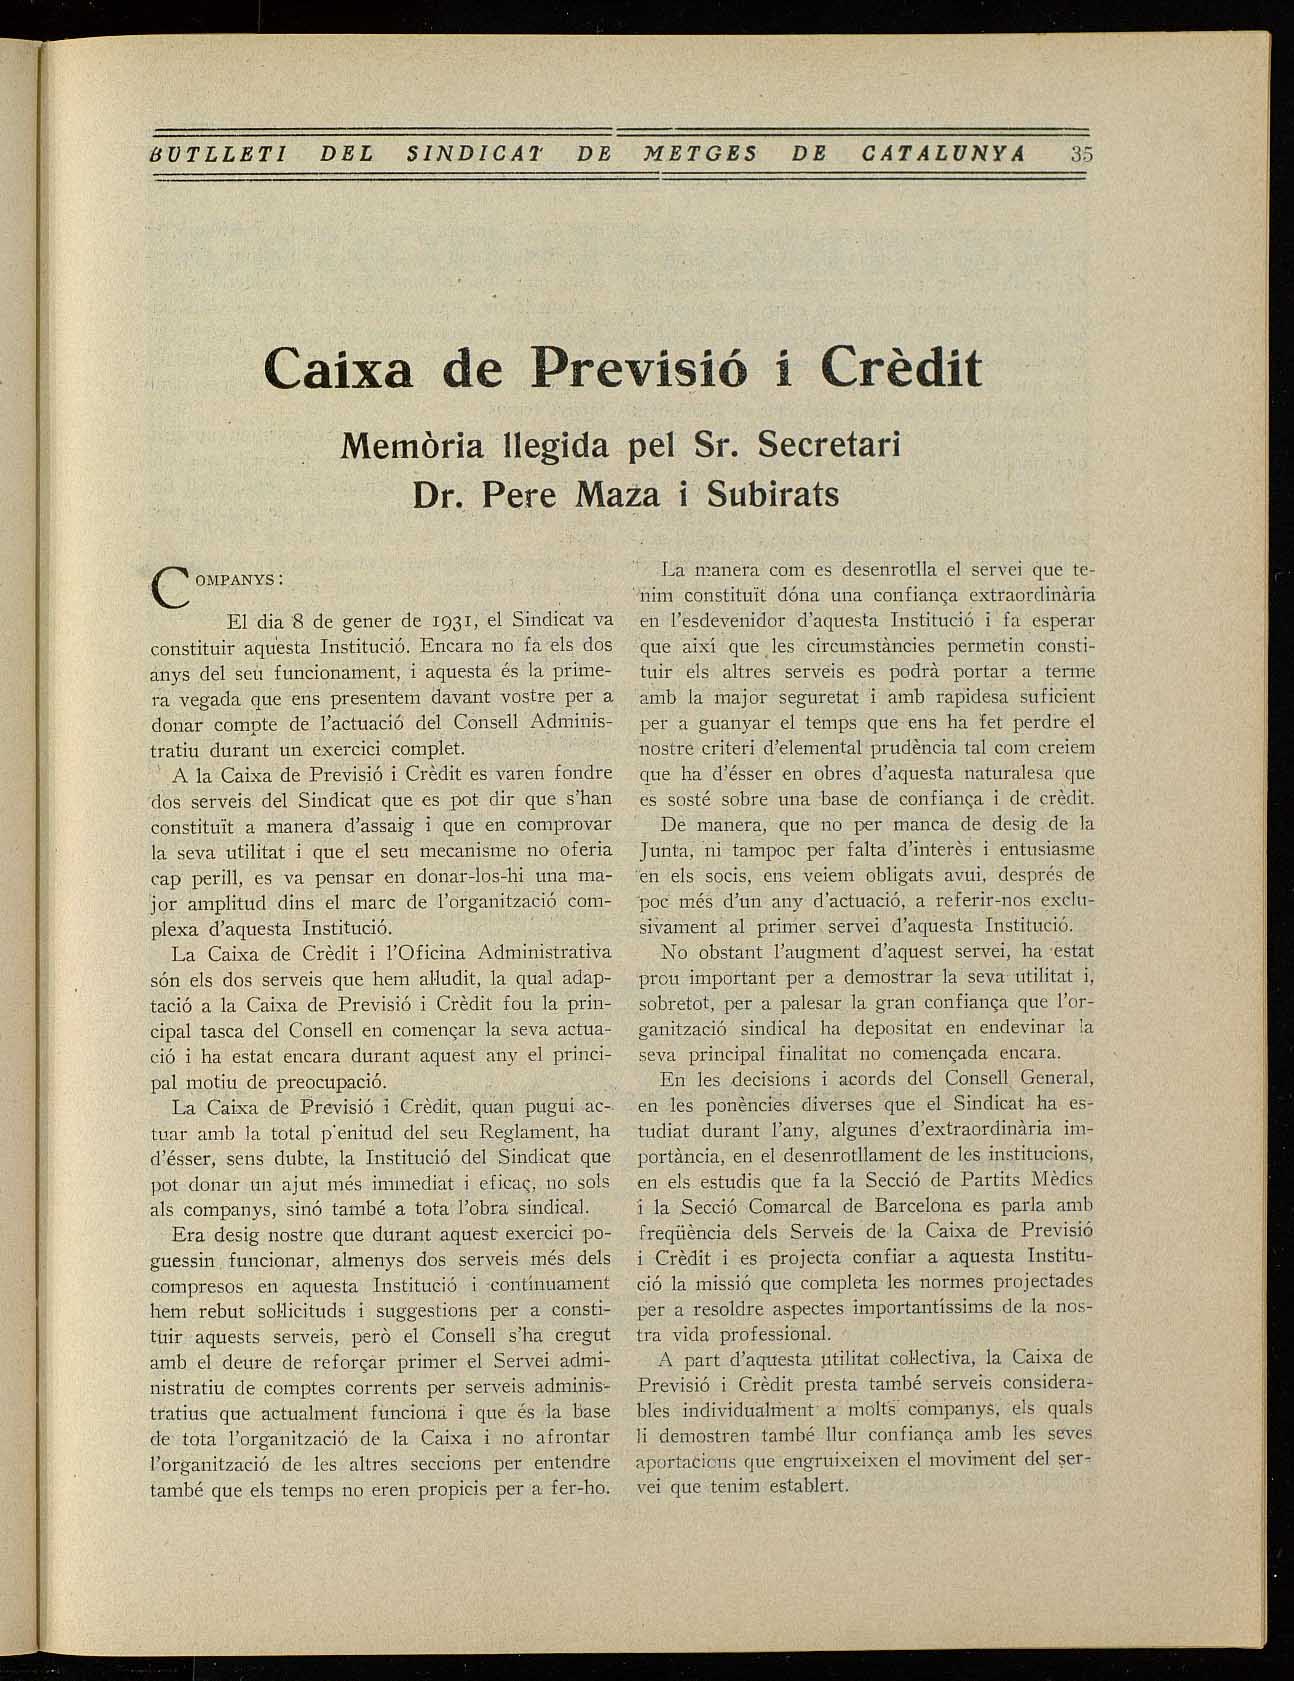 BUTLLETI DEL SINDICAT DE METGES DE CATALUNYA 35
Caixa de Previsió i Crèdit
Memòria llegida pel Sr. Secretari
Dr. Pere Maza i Subirats
COMPANYS:
El dia 8 de gener de 1931, el Sindicat va
constituir aquesta Institució. Encara no fa els dos
anys del seu funcionament, i aquesta és la prime-
ra vegada que ens presentem davant vostre per a
donar compte de l'actuació del Consell Adminis-
tratiu durant un exercici complet.
A la Caixa de Previsió i Crèdit es varen fondre
dos serveis del Sindicat que es pot dir que s'han
constituït a manera d'assaig i que en comprovar
la seva utilitat i que el seu mecanisme no oferia
cap perill, es va pensar en donar-los-hi una ma-
jor amplitud dins el marc de l'organització com-
plexa d'aquesta Institució.
La Caixa de Crèdit i l'Oficina Administrativa
són els dos serveis que hem al·ludit, la qual adap-
tació a la Caixa de Previsió i Crèdit fou la prin-
cipal tasca del Consell en començar la seva actua-
ció i ha estat encara durant aquest any el princi-
pal motiu de preocupació.
La Caixa de Previsió i Crèdit, quan pugui ac-
tuar amb la total p'enitud del seu Reglament, ha
d'ésser, sens dubte, la Institució del Sindicat que
pot donar un ajut més immediat i eficaç, no sols
als companys, sinó també a tota l'obra sindical.
Era desig nostre que durant aquest exercici po-
guessin funcionar, almenys dos serveis més dels
compresos en aquesta Institució i contínuament
hem rebut sol·licituds i suggestions per a consti-
tuir aquests serveis, però el Consell s'ha cregut
amb el deure de reforçar primer el Servei admi-
nistratiu de comptes corrents per serveis adminis-
tratius que actualment funciona i que és la base
de tota l'organització de la Caixa i no afrontar
l'organització de les altres seccions per entendre
també que els temps no eren propicis per a fer-ho.
La manera com es desenrotlla el servei que te-
nim constituït dóna una confiança extraordinària
en l'esdevenidor d'aquesta Institució i fa esperar
que així que les circumstàncies permetin consti-
tuir els altres serveis es podrà portar a terme
amb la major seguretat i amb rapidesa suficient
per a guanyar el temps que ens ha fet perdre el
nostre criteri d'elemental prudència tal com creiem
que ha d'ésser en obres d'aquesta naturalesa que
es sosté sobre una base de confiança i de crèdit.
De manera, que no per manca de desig de la
Junta, ni tampoc per falta d'interès i entusiasme
en els socis, ens veiem obligats avui, després de
poc més d'un any d'actuació, a referir-nos exclu-
sivament al primer servei d'aquesta Institució.
No obstant l'augment d'aquest servei, ha estat
prou important per a demostrar la seva utilitat i,
sobretot, per a palesar la gran confiança que l'or-
ganització sindical ha depositat en endevinar la
seva principal finalitat no començada encara.
En les decisions i acords del Consell General,
en les ponències diverses que el Sindicat ha es-
tudiat durant l'any, algunes d'extraordinària im-
portància, en el desenrotllament de les institucions,
en els estudis que fa la Secció de Partits Mèdics
i la Secció Comarcal de Barcelona es parla amb
freqüència dels Serveis de la Caixa de Previsió
i Crèdit i es projecta confiar a aquesta Institu-
ció la missió que completa les normes projectades
per a resoldre aspectes importantíssims de la nos-
tra vida professional.
A part d'aquesta utilitat col·lectiva, la Caixa de
Previsió i Crèdit presta també serveis considera-
bles individualment a molts companys, els quals
li demostren també llur confiança amb les seves
aportacions que engruixeixen el moviment del ser-
vei que tenim establert.